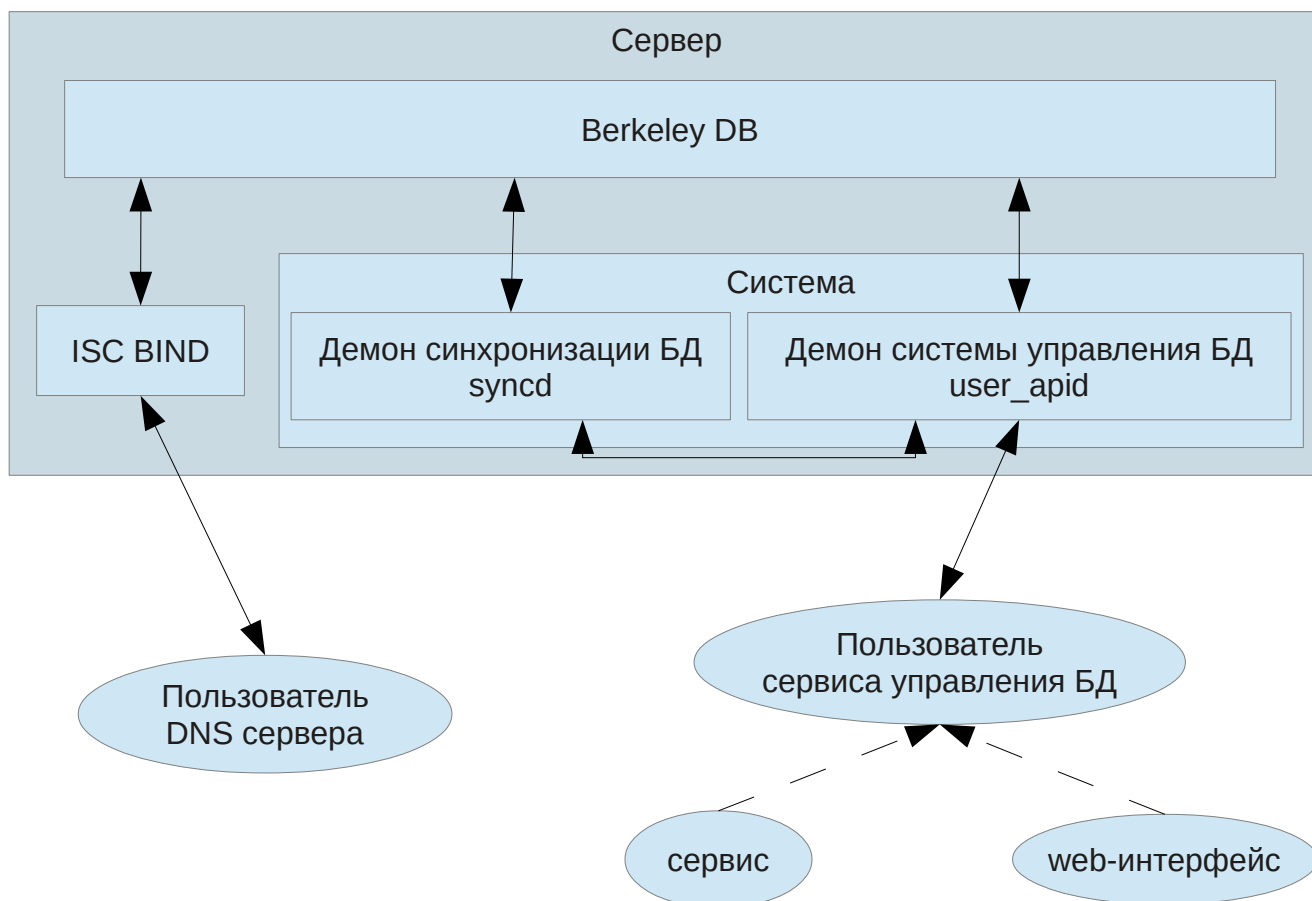 Сервер
Berkeley DB
Система
ISC BIND
Демон синхронизации БД
syncd
Демон системы управления БД
user_apid
Пользователь
DNS сервера
Пользователь
сервиса управления БД
сервис
web-интерфейс